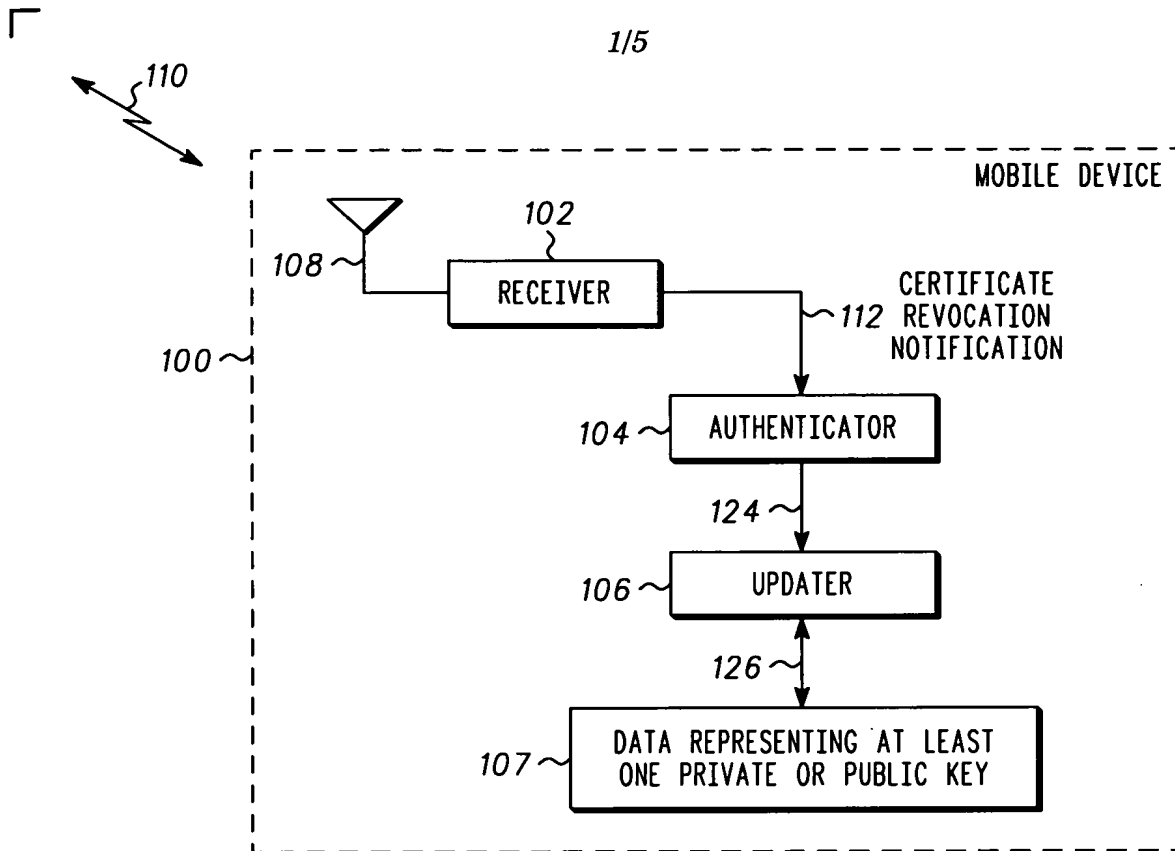 1/5
110
MOBILE DEVICE
102
108
RECEIVER
CERTIFICATE
112 REVOCATION
NOTIFICATION
100
104
AUTHENTICATOR
124
106
UPDATER
126
107
DATA REPRESENTING AT LEAST
ONE PRIVATE OR PUBLIC KEY